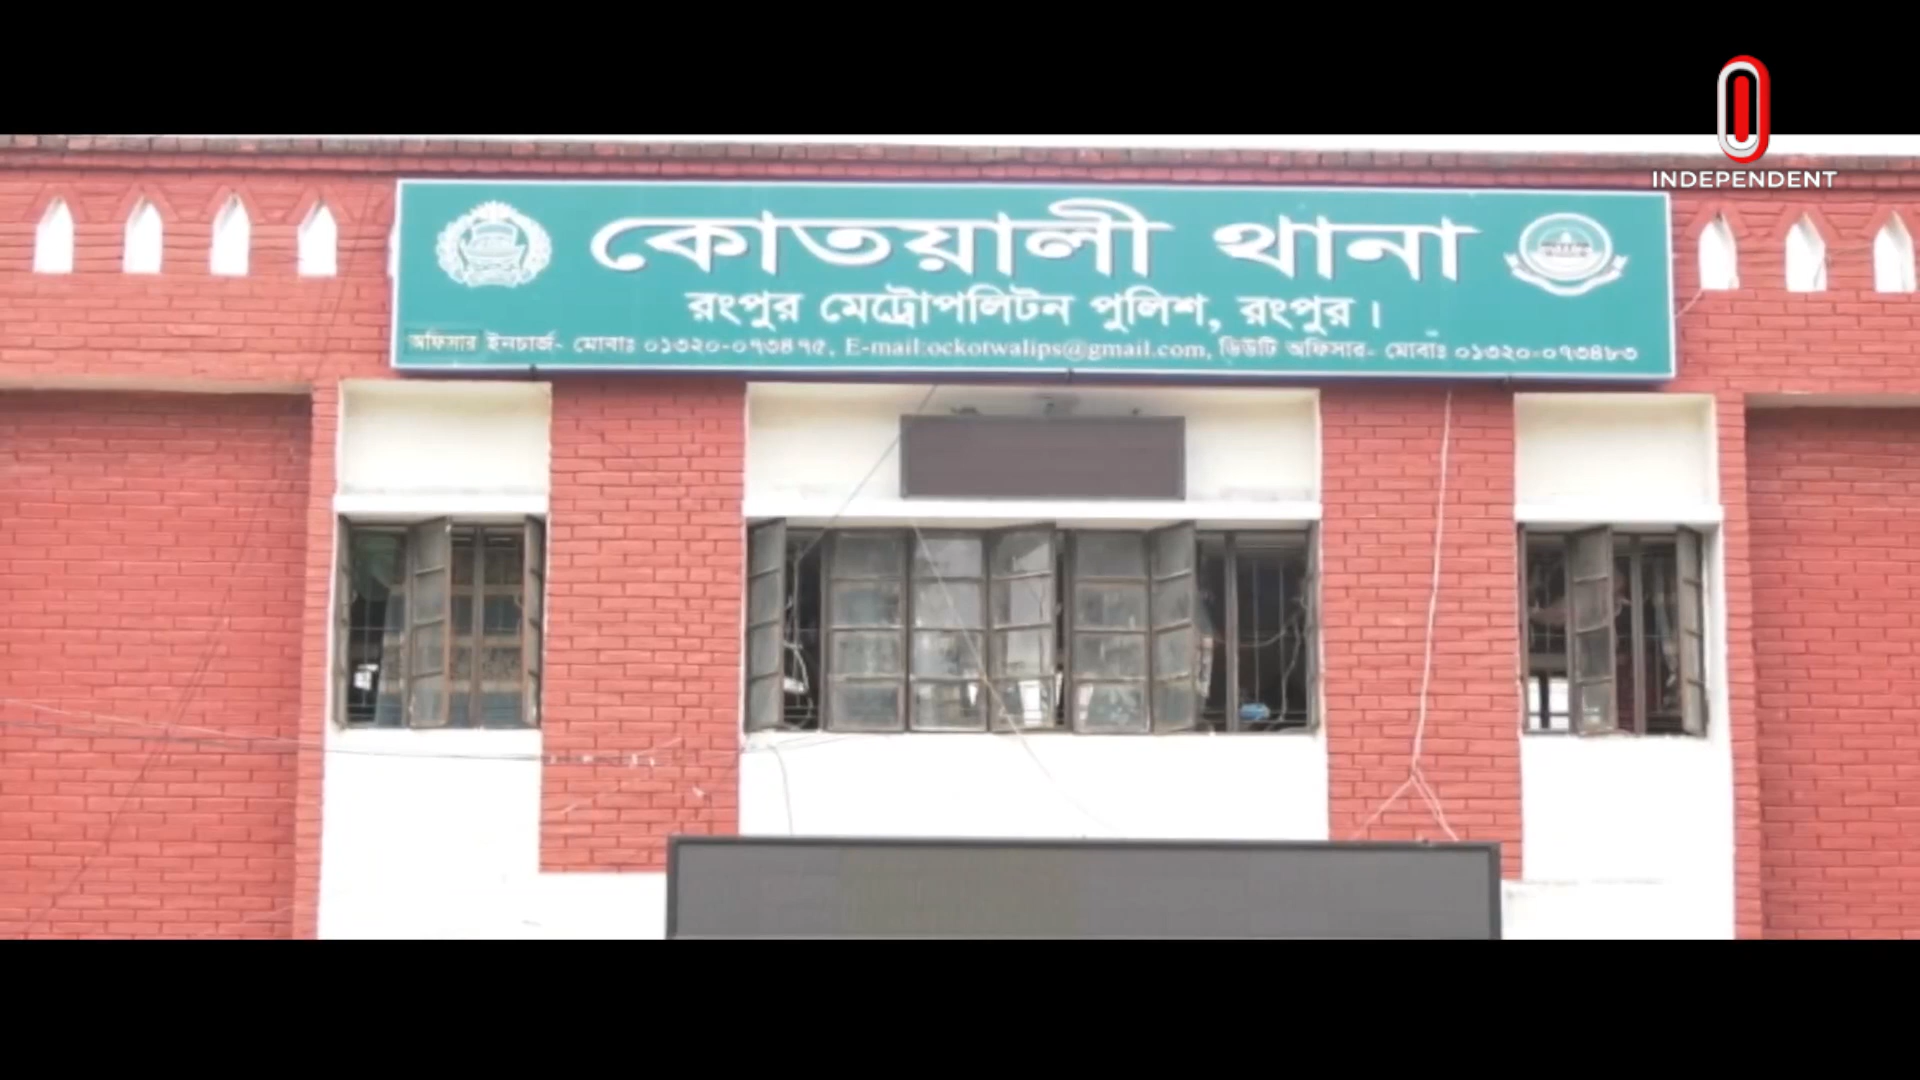 INDEPENDENT
কোতয়ালী থানা
রংপুর মেট্রোপলিটন পুলিশ, রংপুর।
অফিসার ইনচার্জ- মোবাঃ ০১৩২০-০৭৩৪৭৫, E-mail:ockotwalips@gmail.com, ডিউটি অফিসার- মোবাঃ ০১৩২০-০৭৩৪৮৩